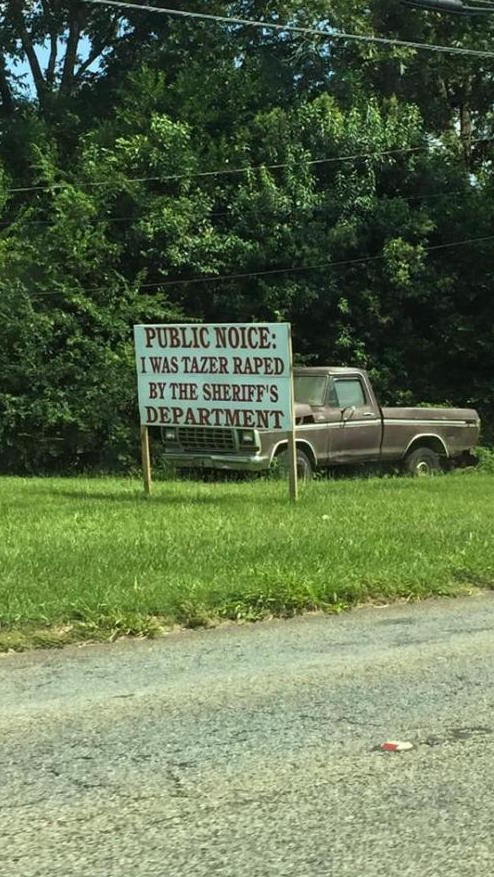 PUBLIC NOICE:
I WAS TAZER RAPED
BY THE SHERIFF'S
DEPARTMENT